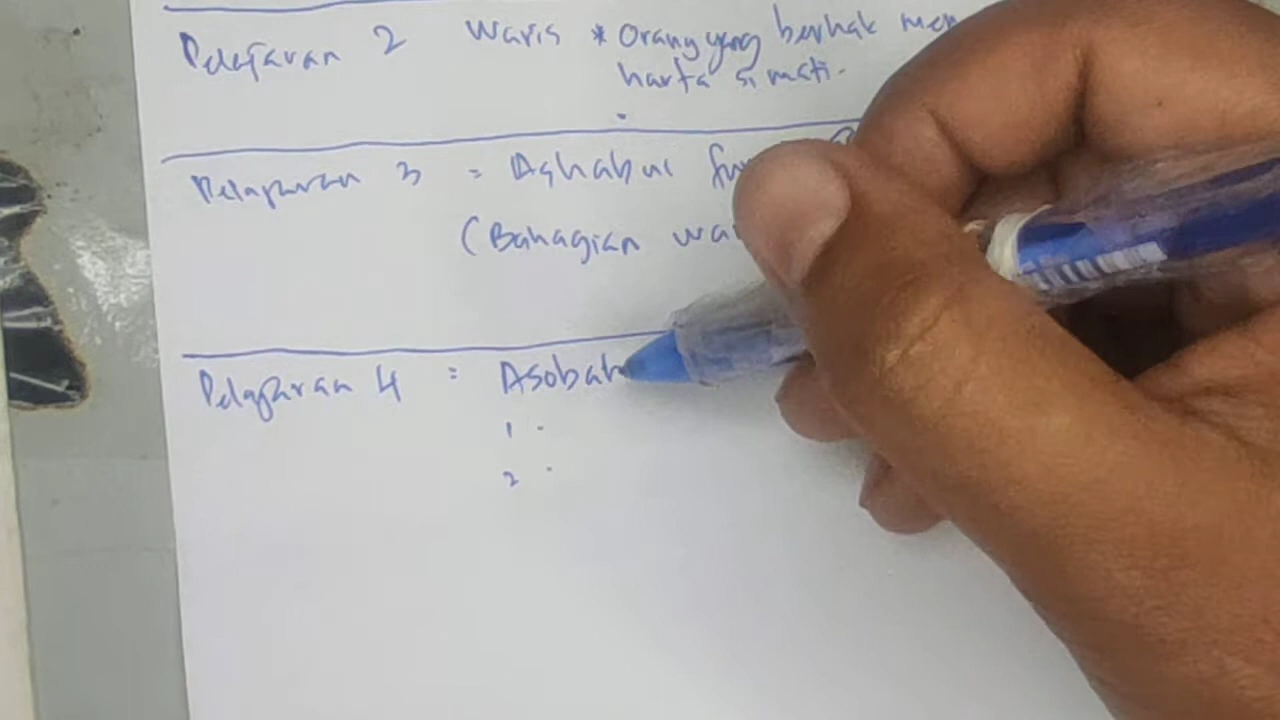 Pelajaran 2 Waris * Orang yang berhak
harta si mati.
Pelajaran 3 = Ashabul
(Bahagian
Pelajaran 4 = Asobah
1.
2.